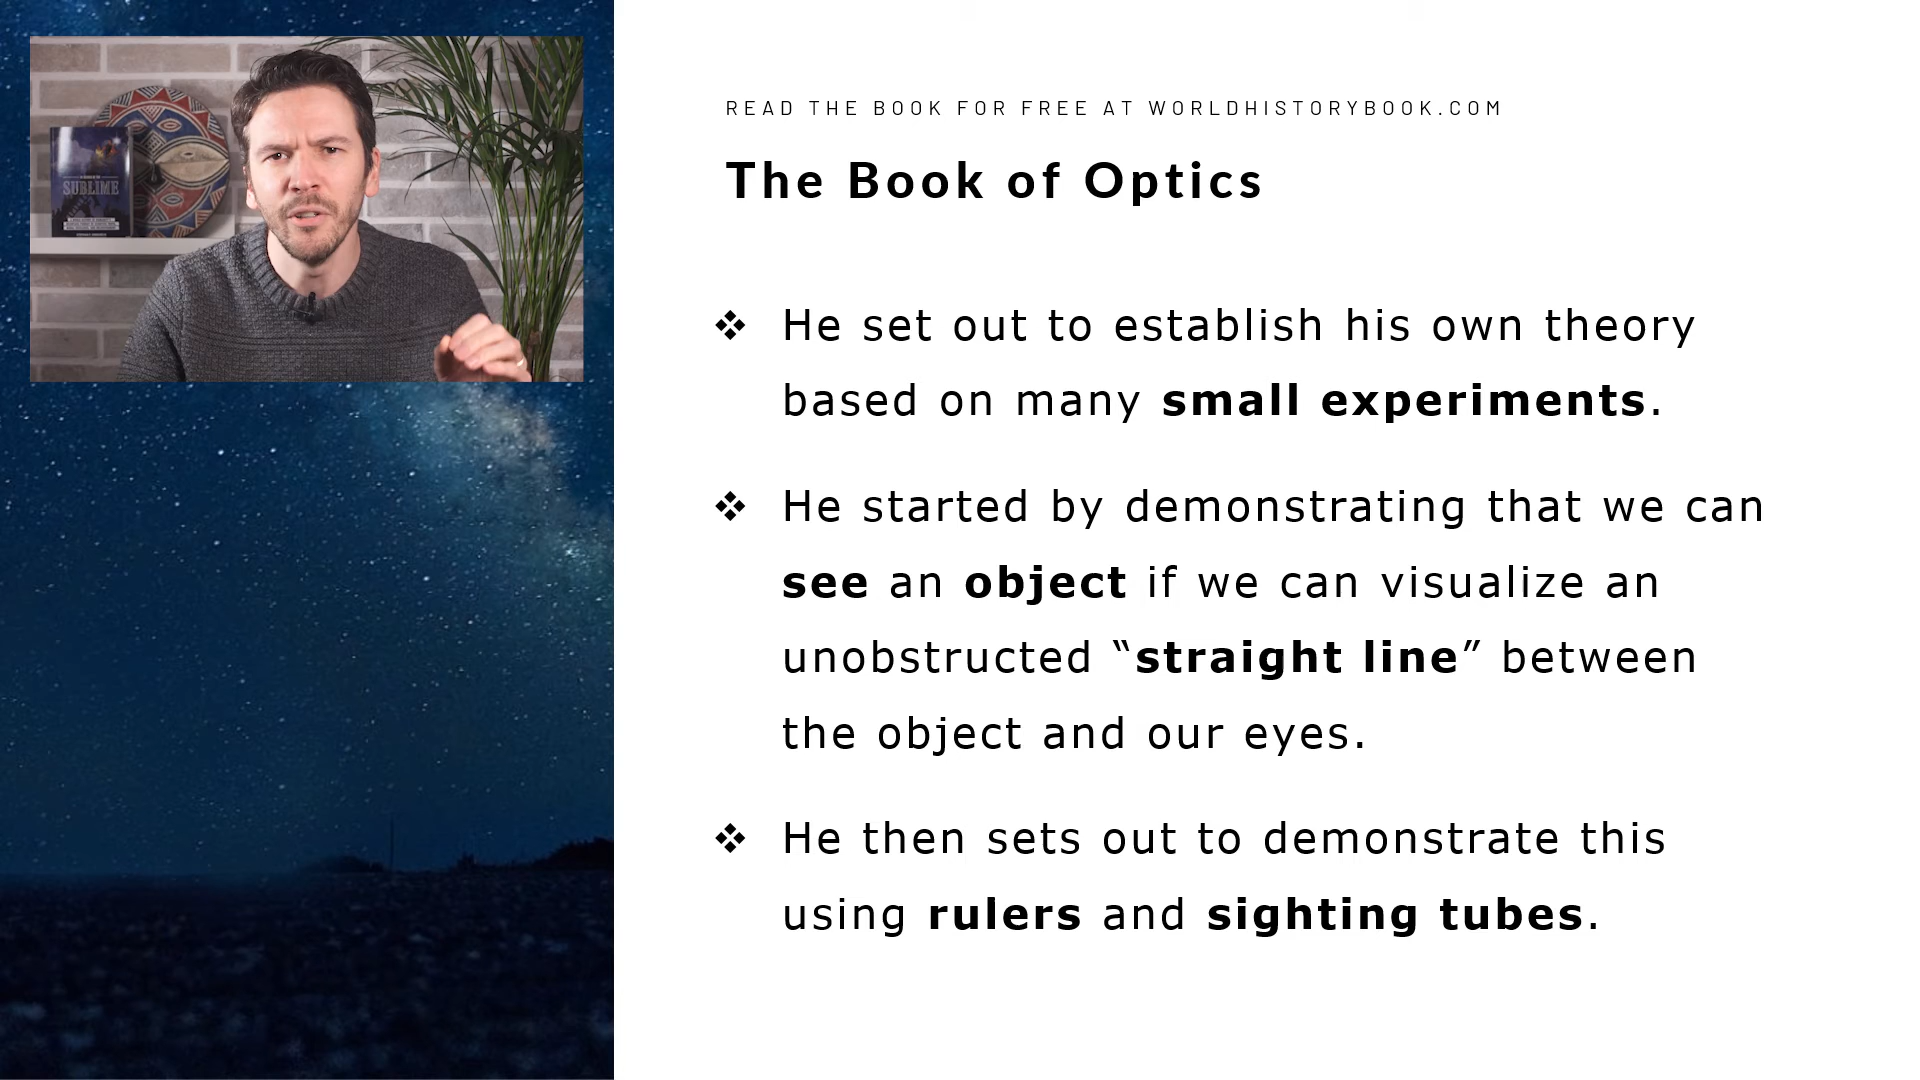 READ THE BOOK FOR FREE AT WORLDHISTORYBOOK.COM
The Book of Optics
❖ He set out to establish his own theory
based on many small experiments.
❖ He started by demonstrating that we can
see an object if we can visualize an
unobstructed “straight line” between
the object and our eyes.
❖ He then sets out to demonstrate this
using rulers and sighting tubes.
SUBLIME